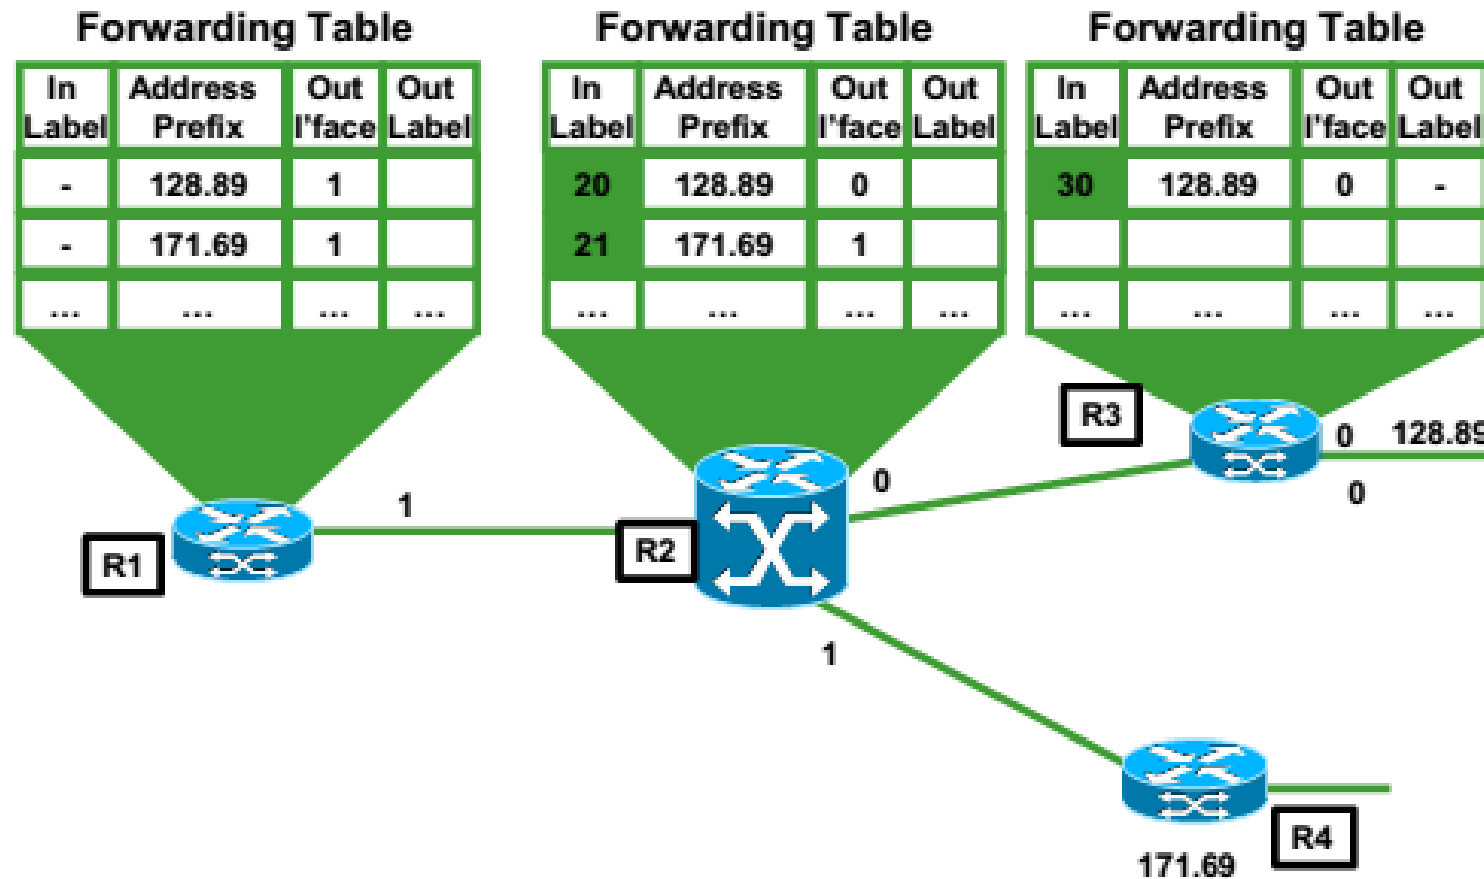 Forwarding Table
In Label Address Prefix Out I'face Out Label
- 128.89 1
- 171.69 1
... ... ... ...
Forwarding Table
In Label Address Prefix Out I'face Out Label
20 128.89 0
21 171.69 1
... ... ... ...
Forwarding Table
In Label Address Prefix Out I'face Out Label
30 128.89 0 -
... ... ... ...
R3
0 128.89
0
0
1
R1
R2
1
R4
171.69